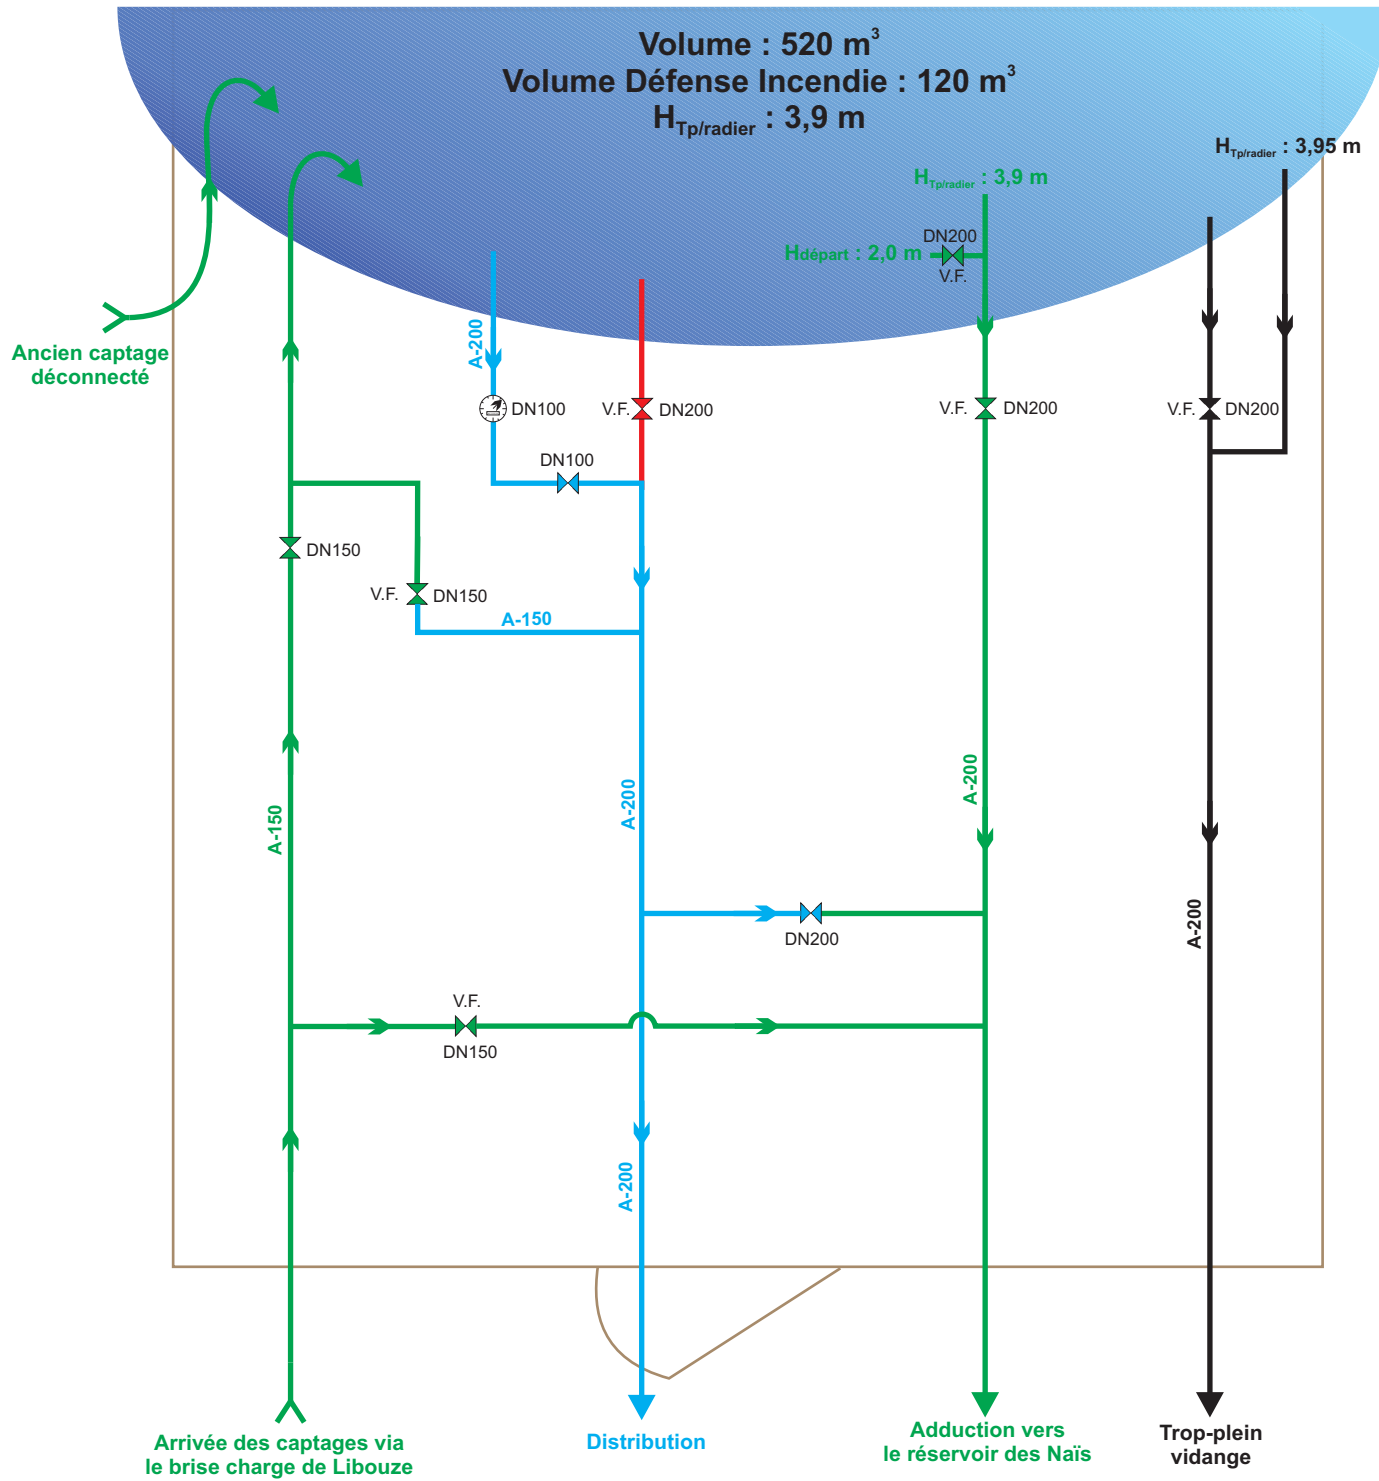 Volume : 520 m³
Volume Défense Incendie : 120 m³
H Tp/radier : 3,9 m
H Tp/radier : 3,95 m
H Tp/radier : 3,9 m
DN200
Hdépart : 2,0 m
V.F.
Ancien captage
déconnecté
A-200
DN100
V.F.
DN200
V.F.
DN200
V.F.
DN200
DN100
DN150
V.F.
DN150
A-150
A-200
A-200
A-150
A-200
DN200
V.F.
DN150
A-200
Arrivée des captages via
le brise charge de Libouze
Distribution
Adduction vers
le réservoir des Naïs
Trop-plein
vidange